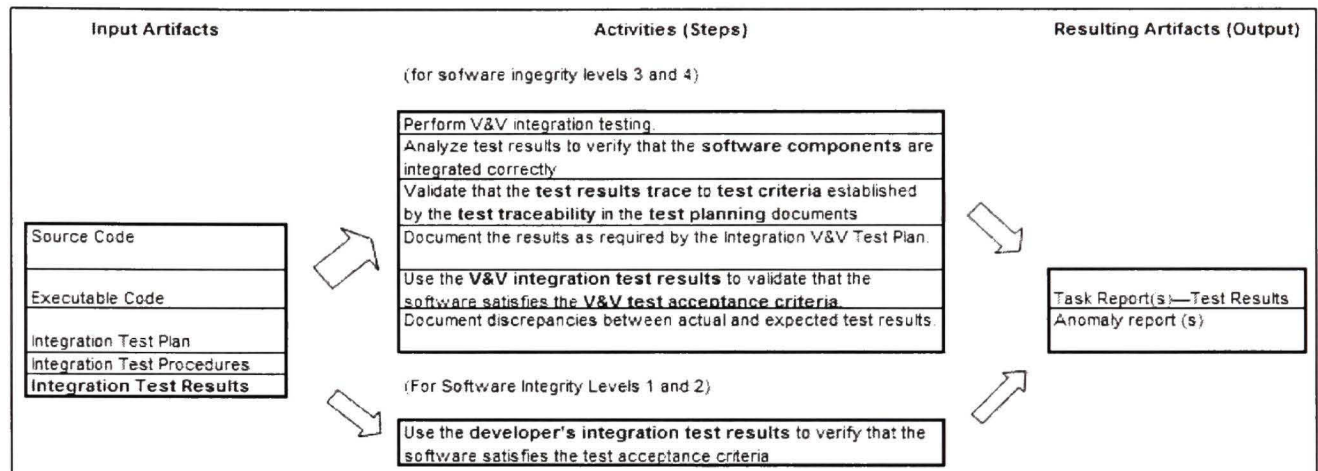 Input Artifacts
Activities (Steps)
Resulting Artifacts (Output)
(for sofware ingegrity levels 3 and 4)
Perform V&V integration testing.
Analyze test results to verify that the software components are
integrated correctly
Validate that the test results trace to test criteria established
by the test traceability in the test planning documents
Document the results as required by the Integration V&V Test Plan.
Use the V&V integration test results to validate that the
software satisfies the V&V test acceptance criteria.
Document discrepancies between actual and expected test results.
Source Code
Executable Code
Integration Test Plan
Integration Test Procedures
Integration Test Results
(For Software Integrity Levels 1 and 2)
Use the developer's integration test results to verify that the
software satisfies the test acceptance criteria
Task Report(s)—Test Results
Anomaly report (s)